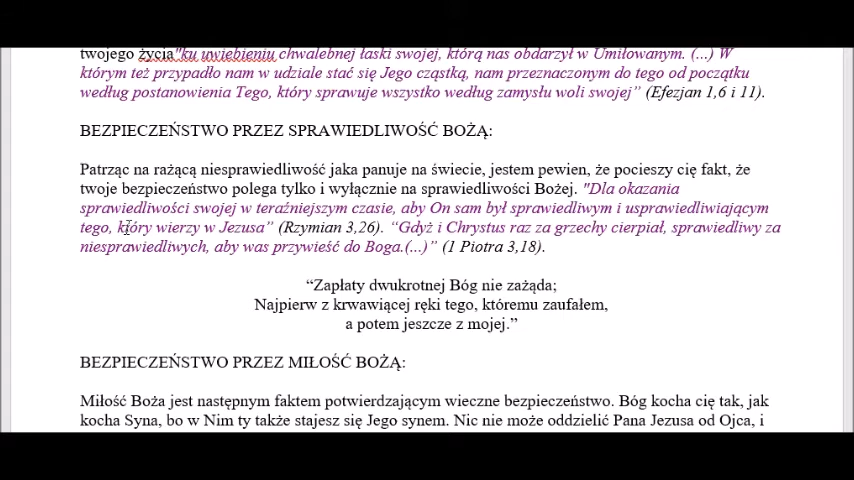 twojego życia"ku uwiebieniu chwalebnej łaski swojej, którą nas obdarzył w Umiłowanym. (...) W
którym też przypadło nam w udziale stać się Jego cząstką, nam przeznaczonym do tego od początku
według postanowienia Tego, który sprawuje wszystko według zamysłu woli swojej” (Efezjan 1,6 i 11).
BEZPIECZEŃSTWO PRZEZ SPRAWIEDLIWOŚĆ BOŻĄ:
Patrząc na rażącą niesprawiedliwość jaka panuje na świecie, jestem pewien, że pocieszy cię fakt, że
twoje bezpieczeństwo polega tylko i wyłącznie na sprawiedliwości Bożej. "Dla okazania
sprawiedliwości swojej w teraźniejszym czasie, aby On sam był sprawiedliwym i usprawiedliwiającym
tego, który wierzy w Jezusa” (Rzymian 3,26). “Gdyż i Chrystus raz za grzechy cierpiał, sprawiedliwy za
niesprawiedliwych, aby was przywieść do Boga.(...)” (1 Piotra 3,18).
“Zapłaty dwukrotnej Bóg nie zażąda;
Najpierw z krwawiącej ręki tego, któremu zaufałem,
a potem jeszcze z mojej.”
BEZPIECZEŃSTWO PRZEZ MIŁOŚĆ BOŻĄ:
Miłość Boża jest następnym faktem potwierdzającym wieczne bezpieczeństwo. Bóg kocha cię tak, jak
kocha Syna, bo w Nim ty także stajesz się Jego synem. Nic nie może oddzielić Pana Jezusa od Ojca, i